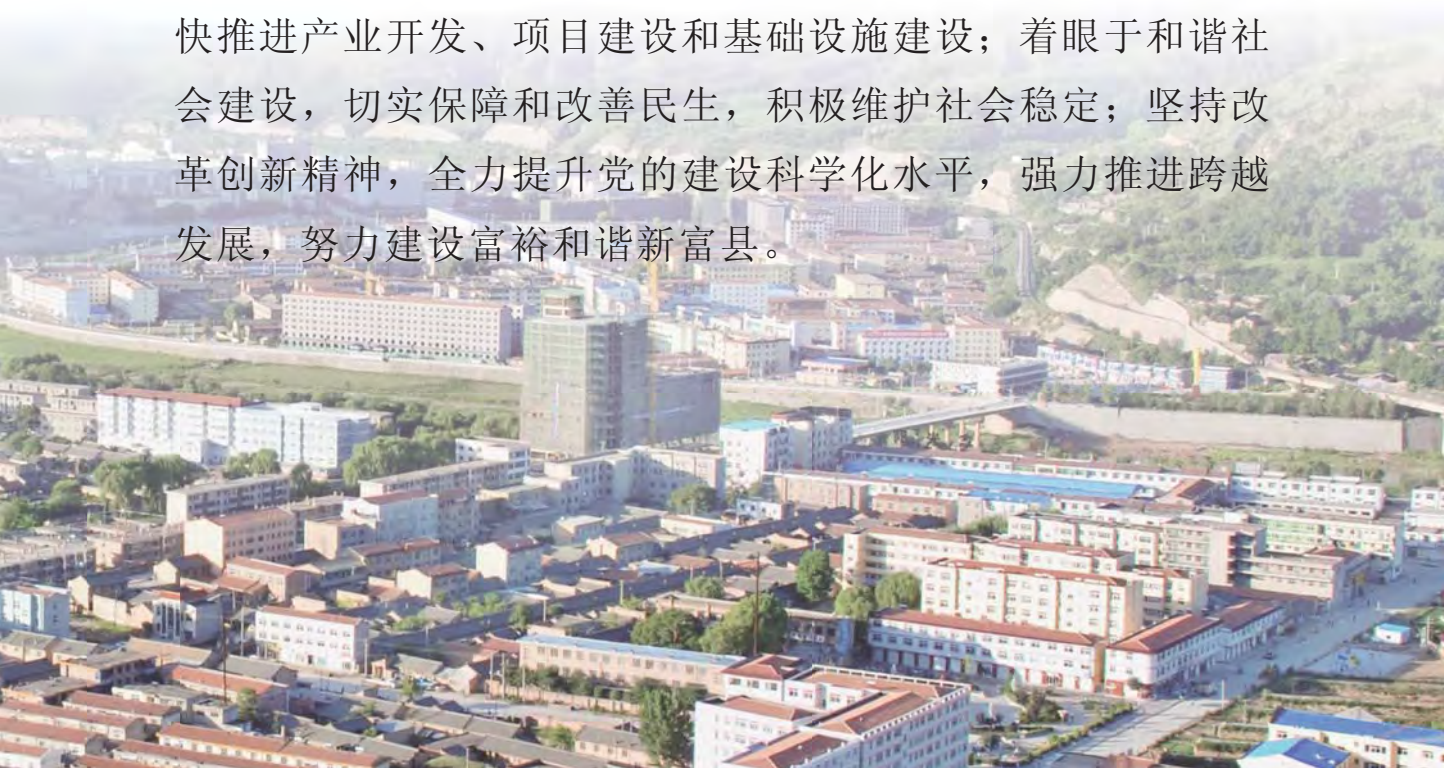 快推进产业开发、项目建设和基础设施建设；着眼于和谐社
会建设，切实保障和改善民生，积极维护社会稳定；坚持改
革创新精神，全力提升党的建设科学化水平，强力推进跨越
发展，努力建设富裕和谐新富县。